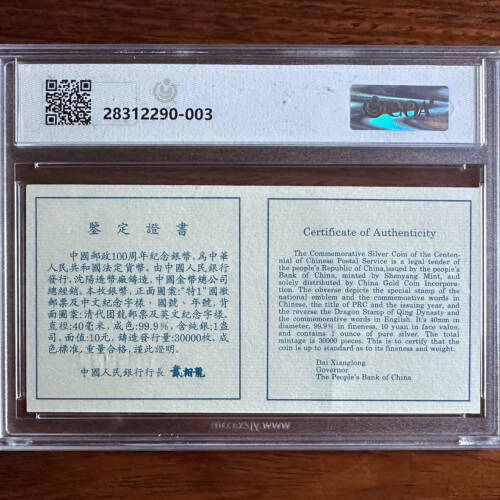 28312290-003
鉴定證書
中國郵政100周年紀念銀幣,爲中華
人民共和國法定貨幣。由中國人民銀行
發行,沈陽造幣廠鑄造,中國金幣總公司
總經銷。本枚銀幣,正面圖案:"特1"國徽
郵票及中文紀念字樣,國號、年號,背
面圖案:清代團龍郵票及英文紀念字樣。
直徑:40毫米,成色:99.9%,含純銀:1盎
司,面值:10元,鑄造發行量:30000枚,成
色標準,重量合格,謹此證明。
中國人民銀行行長 戴相龍
Certificate of Authenticity
The Commemorative Silver Coin of the Centen-
nial of Chinese Postal Service is a legal tender of
the people's Republic of China,issued by the people's
Bank of China, minted by Shenyang Mint, and
solely distributed by China Gold Coin Incorpora-
tion. The obverse depicts the special stamp of the
national emblem and the commemorative words in
Chinese, the title of PRC and the issuing year, and
the reverse the Dragon Stamp of Qing Dynasty and
the commemorative words in English. It's 40mm in
diameter, 99.9% in fineness, 10 yuan in face value,
and contains 1 ounce of pure silver. The total
mintage is 30000 pieces. This is to certify that the
coin is up to standard as to its fineness and weight.
Dai Xianglong
Governor
The People's Bank of China